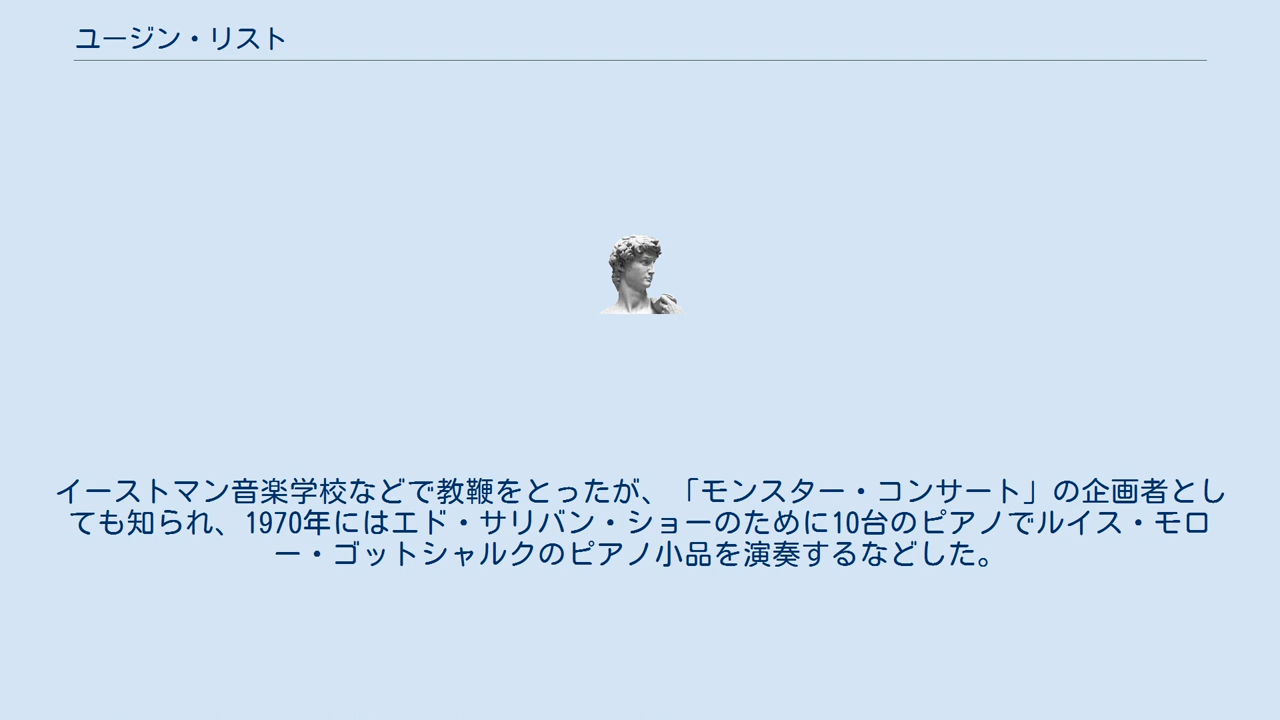 ユージン・リスト
イーストマン音楽学校などで教鞭をとったが、「モンスター・コンサート」の企画者とし
ても知られ、1970年にはエド・サリバン・ショーのために10台のピアノでルイス・モロ
ー・ゴットシャルクのピアノ小品を演奏するなどした。